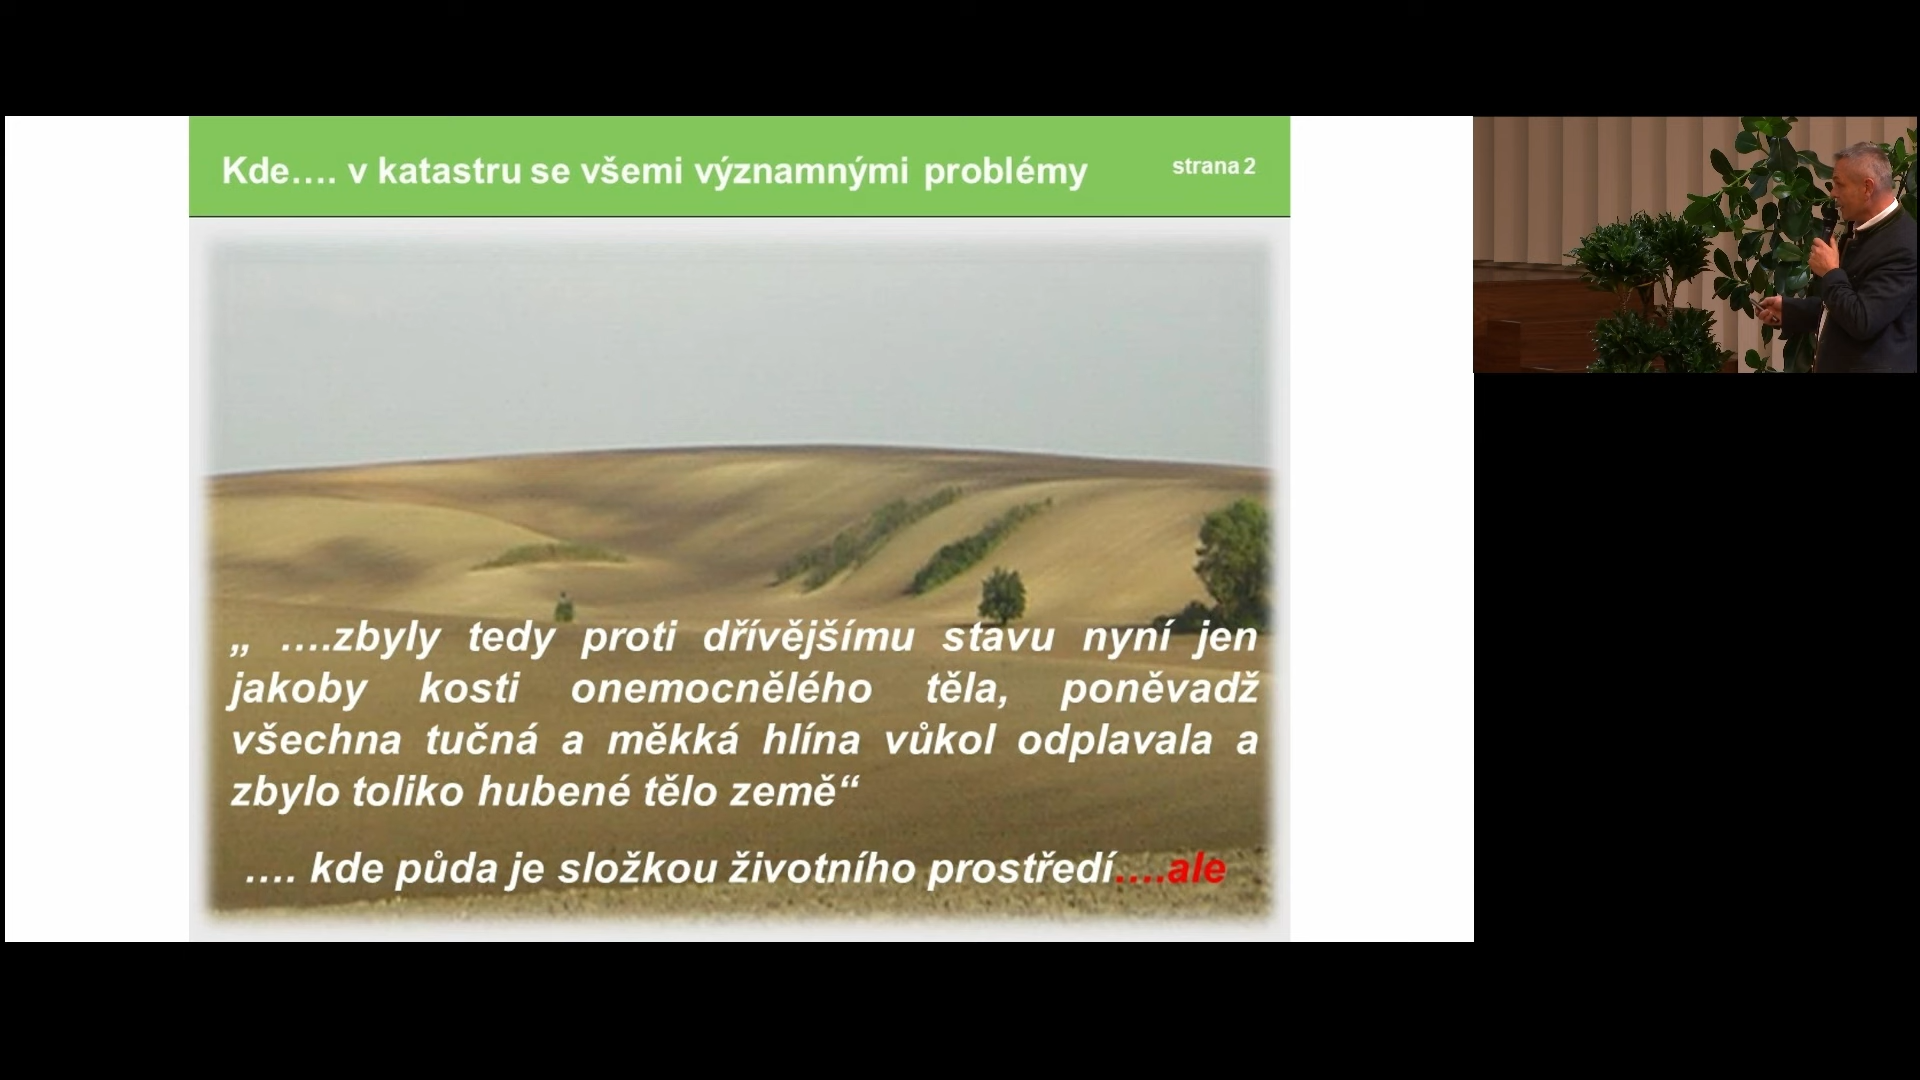 Kde…. v katastru se všemi významnými problémy
strana 2
„ ….zbyly tedy proti dřívějšímu stavu nyní jen
jakoby kosti onemocnělého těla, poněvadž
všechna tučná a měkká hlína vůkol odplavala a
zbylo toliko hubené tělo země“
…. kde půda je složkou životního prostředí….ale